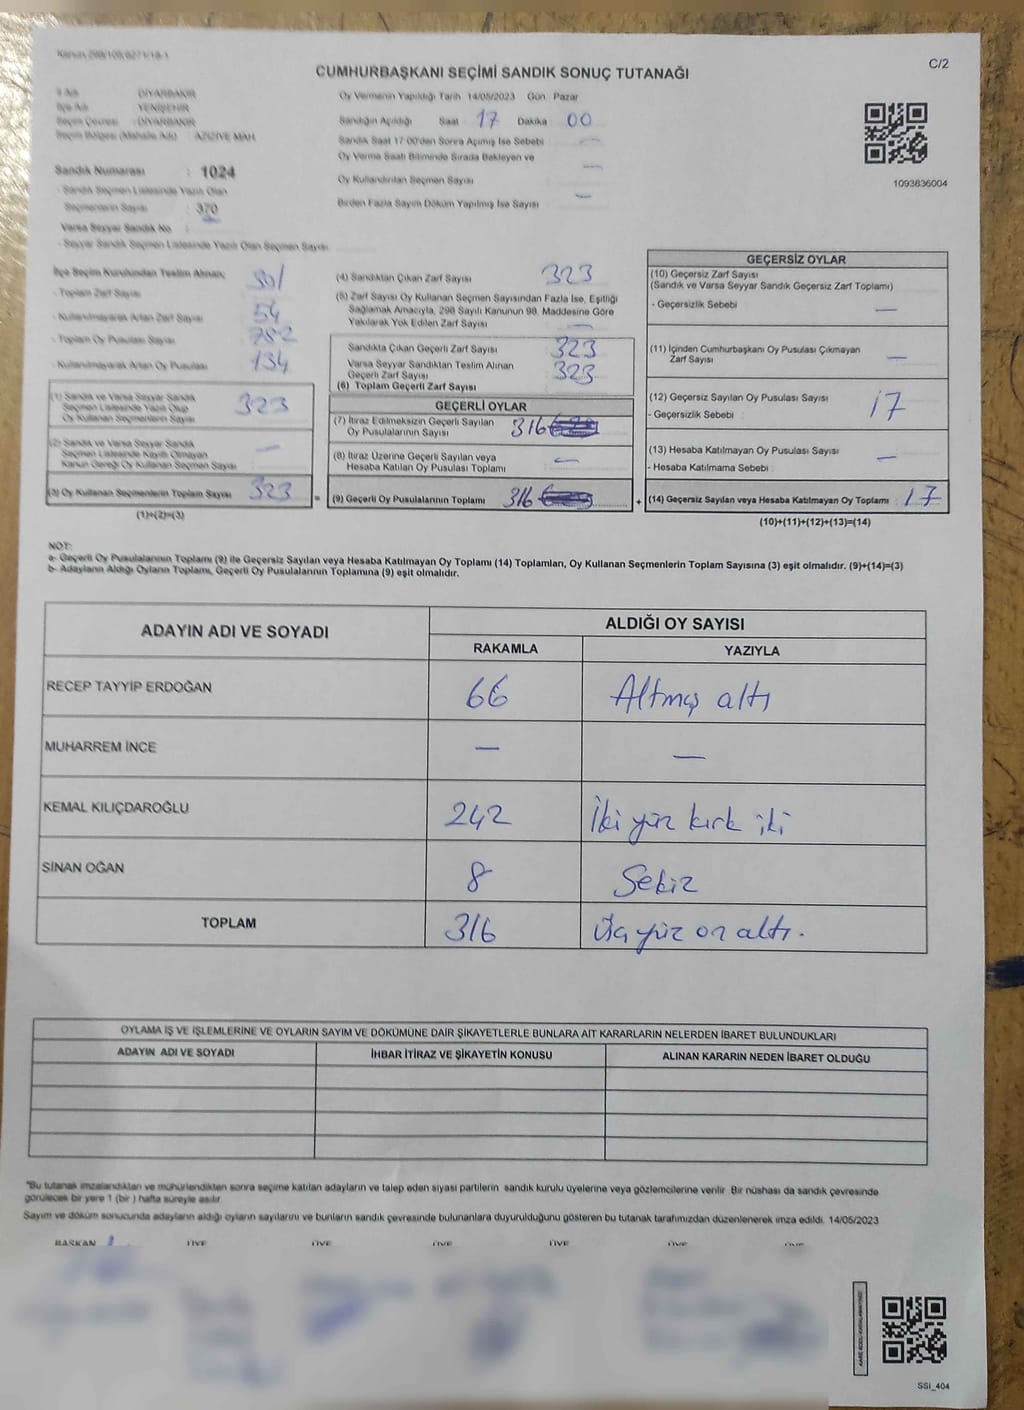 Kanun: 298/105, 6271/19-1
C/2
CUMHURBAŞKANI SEÇİMİ SANDIK SONUÇ TUTANAĞI
İl Adı : DİYARBAKIR
İlçe Adı : YENİŞEHİR
Seçim Çevresi : DİYARBAKIR
Seçim Bölgesi (Mahalle Adı) : AZİZİYE MAH.
Sandık Numarası : 1024
- Sandık Seçmen Listesinde Yazılı Olan
Seçmenlerin Sayısı : 370
Varsa Seyyar Sandık No :
- Seyyar Sandık Seçmen Listesinde Yazılı Olan Seçmen Sayısı
Oy Vermenin Yapıldığı Tarih 14/05/2023 Gün Pazar
Sandığın Açıldığı Saat 17 Dakika 00
Sandık Saat 17:00'den Sonra Açılmış İse Sebebi —
Oy Verme Saati Bitiminde Sırada Bekleyen ve
Oy Kullandırılan Seçmen Sayısı —
Birden Fazla Sayım Döküm Yapılmış İse Sayısı —
1093836004
İlçe Seçim Kurulundan Teslim Alınan;
- Toplam Zarf Sayısı
- Kullanılmayarak Artan Zarf Sayısı 54
- Toplam Oy Pusulası Sayısı 782
- Kullanılmayarak Artan Oy Pusulası 134
(1) Sandık ve Varsa Seyyar Sandık
Seçmen Listesinde Yazılı Olup
Oy Kullanan Seçmenlerin Sayısı 323
(2) Sandık ve Varsa Seyyar Sandık
Seçmen Listesinde Kayıtlı Olmayan
Kanun Gereği Oy Kullanan Seçmen Sayısı —
(3) Oy Kullanan Seçmenlerin Toplam Sayısı 323
(1)+(2)=(3)
(4) Sandıktan Çıkan Zarf Sayısı 323
(5) Zarf Sayısı Oy Kullanan Seçmen Sayısından Fazla İse, Eşitliği
Sağlamak Amacıyla, 298 Sayılı Kanunun 98. Maddesine Göre
Yakılarak Yok Edilen Zarf Sayısı —
Sandıkta Çıkan Geçerli Zarf Sayısı 323
Varsa Seyyar Sandıktan Teslim Alınan
Geçerli Zarf Sayısı 323
(6) Toplam Geçerli Zarf Sayısı
GEÇERLİ OYLAR
(7) İtiraz Edilmeksizin Geçerli Sayılan
Oy Pusulalarının Sayısı 316
(8) İtiraz Üzerine Geçerli Sayılan veya
Hesaba Katılan Oy Pusulası Toplamı —
= (9) Geçerli Oy Pusulalarının Toplamı 316
GEÇERSİZ OYLAR
(10) Geçersiz Zarf Sayısı
(Sandık ve Varsa Seyyar Sandık Geçersiz Zarf Toplamı)
- Geçersizlik Sebebi —
(11) İçinden Cumhurbaşkanı Oy Pusulası Çıkmayan
Zarf Sayısı —
(12) Geçersiz Sayılan Oy Pusulası Sayısı 17
- Geçersizlik Sebebi :
(13) Hesaba Katılmayan Oy Pusulası Sayısı —
- Hesaba Katılmama Sebebi
+ (14) Geçersiz Sayılan veya Hesaba Katılmayan Oy Toplamı : 17
(10)+(11)+(12)+(13)=(14)
NOT:
a- Geçerli Oy Pusulalarının Toplamı (9) ile Geçersiz Sayılan veya Hesaba Katılmayan Oy Toplamı (14) Toplamları, Oy Kullanan Seçmenlerin Toplam Sayısına (3) eşit olmalıdır. (9)+(14)=(3)
b- Adayların Aldığı Oyların Toplamı, Geçerli Oy Pusulalarının Toplamına (9) eşit olmalıdır.
ADAYIN ADI VE SOYADI
ALDIĞI OY SAYISI
RAKAMLA YAZIYLA
RECEP TAYYİP ERDOĞAN 66 Altmış altı
MUHARREM İNCE — —
KEMAL KILIÇDAROĞLU 242 İki yüz kırk iki
SİNAN OĞAN 8 Sekiz
TOPLAM 316 Üç yüz on altı.
OYLAMA İŞ VE İŞLEMLERİNE VE OYLARIN SAYIM VE DÖKÜMÜNE DAİR ŞİKAYETLERLE BUNLARA AİT KARARLARIN NELERDEN İBARET BULUNDUKLARI
ADAYIN ADI VE SOYADI İHBAR İTİRAZ VE ŞİKAYETİN KONUSU ALINAN KARARIN NEDEN İBARET OLDUĞU
*Bu tutanak imzalandıktan ve mühürlendikten sonra seçime katılan adayların ve talep eden siyasi partilerin sandık kurulu üyelerine veya gözlemcilerine verilir. Bir nüshası da sandık çevresinde
görülecek bir yere 1 (bir) hafta süreyle asılır.
Sayım ve döküm sonucunda adayların aldığı oyların sayılarını ve bunların sandık çevresinde bulunanlara duyurulduğunu gösteren bu tutanak tarafımızdan düzenlenerek imza edildi. 14/05/2023
BAŞKAN ÜYE ÜYE ÜYE ÜYE ÜYE ÜYE
SSİ_404